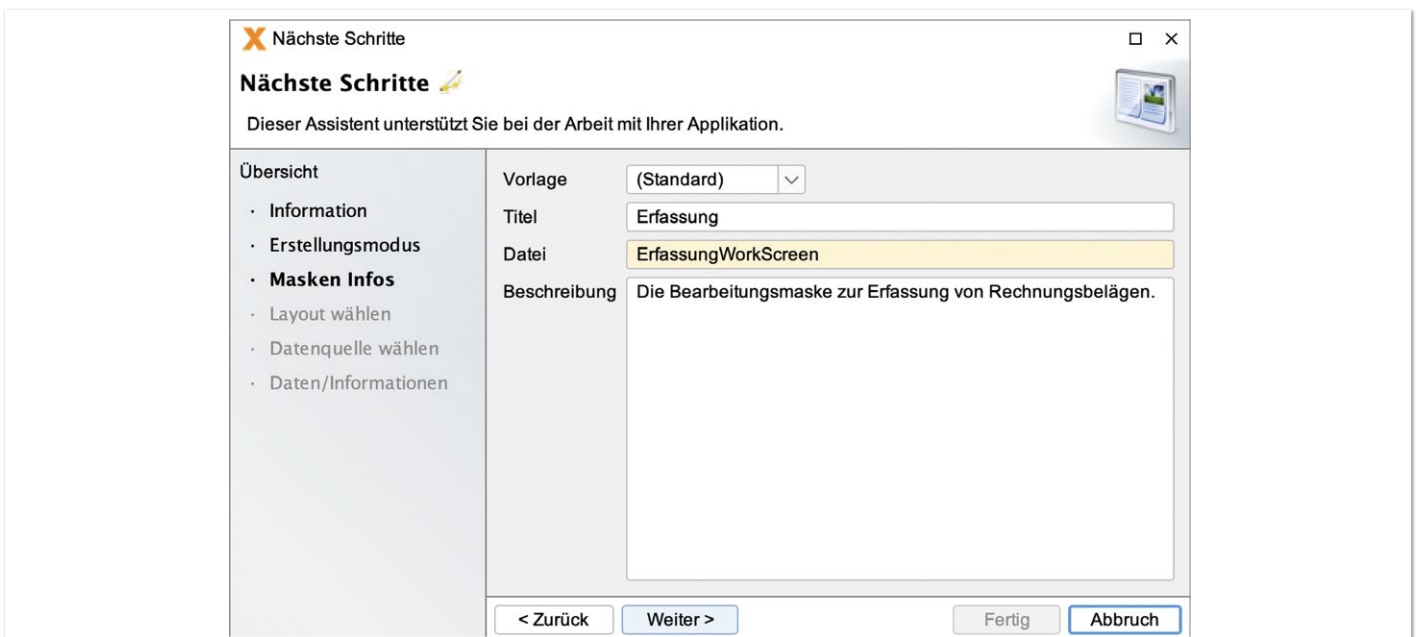 Nächste Schritte
Nächste Schritte
Dieser Assistent unterstützt Sie bei der Arbeit mit Ihrer Applikation.
Übersicht
· Information
· Erstellungsmodus
· Masken Infos
· Layout wählen
· Datenquelle wählen
· Daten/Informationen
Vorlage (Standard)
Titel Erfassung
Datei ErfassungWorkScreen
Beschreibung Die Bearbeitungsmaske zur Erfassung von Rechnungsbelägen.
< Zurück Weiter > Fertig Abbruch